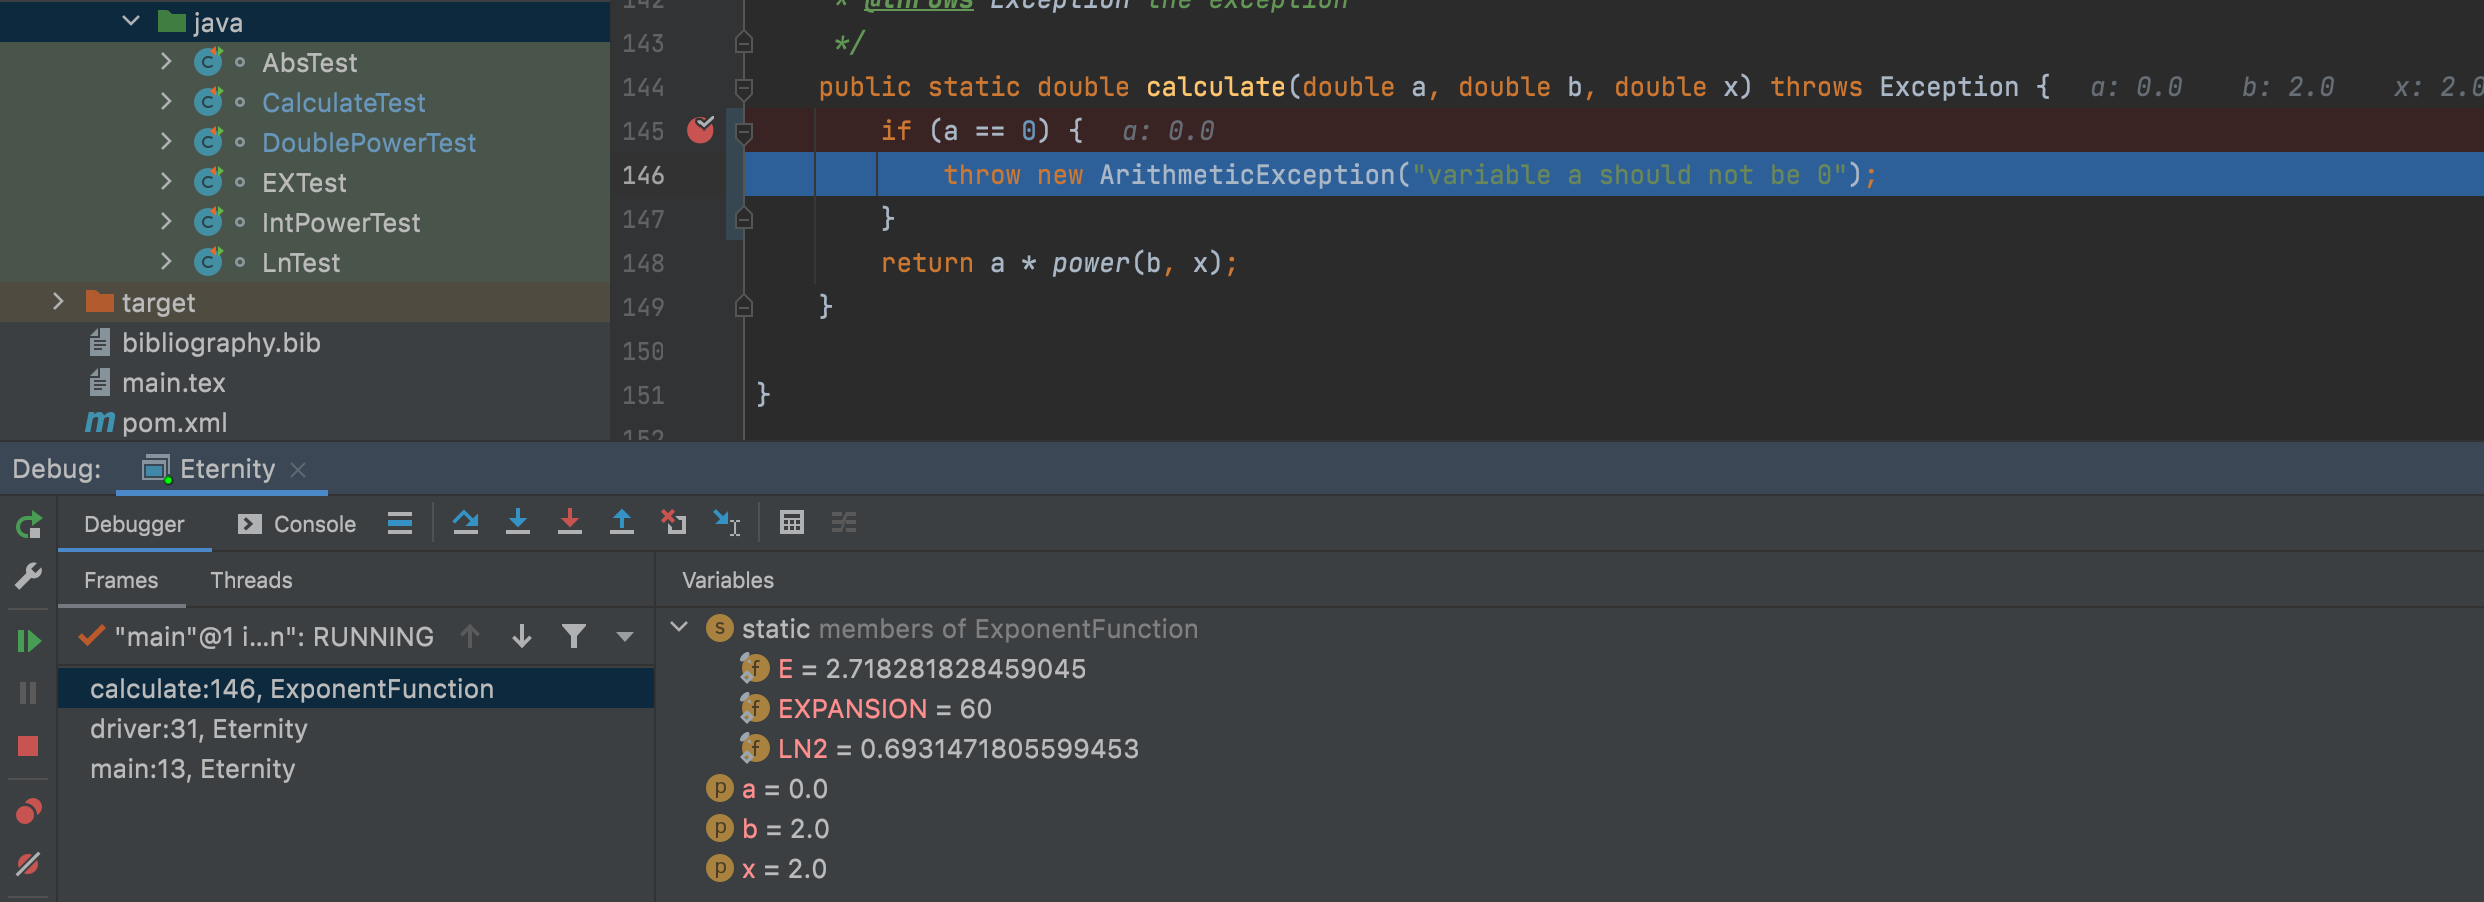 java
AbsTest
CalculateTest
DoublePowerTest
EXTest
IntPowerTest
LnTest
target
bibliography.bib
main.tex
m pom.xml
142 * @throws Exception the exception
143 */
144 public static double calculate(double a, double b, double x) throws Exception { a: 0.0 b: 2.0 x: 2.0
145 if (a == 0) { a: 0.0
146 throw new ArithmeticException("variable a should not be 0");
147 }
148 return a * power(b, x);
149 }
150
151 }
152
Debug: Eternity
Debugger Console
Frames Threads
"main"@1 i...n": RUNNING
calculate:146, ExponentFunction
driver:31, Eternity
main:13, Eternity
Variables
static members of ExponentFunction
E = 2.718281828459045
EXPANSION = 60
LN2 = 0.6931471805599453
a = 0.0
b = 2.0
x = 2.0